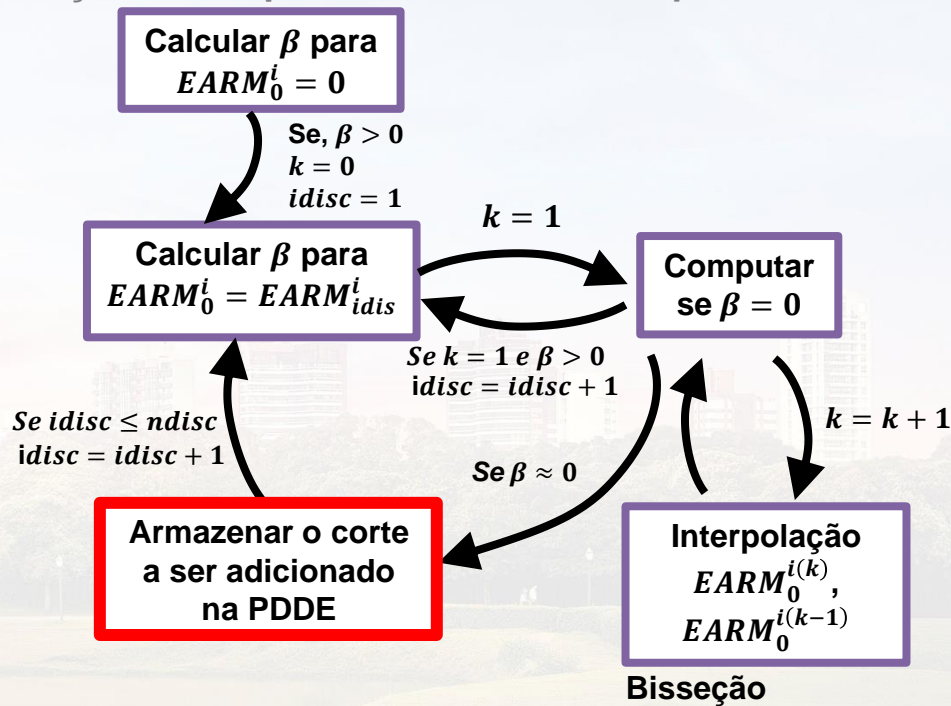 Calcular β para
EARM₀ⁱ = 0
Se, β > 0
k = 0
idisc = 1
k = 1
Calcular β para
EARM₀ⁱ = EARMⁱ_idis
Computar
se β = 0
Se k = 1 e β > 0
idisc = idisc + 1
k = k + 1
Se idisc ≤ ndisc
idisc = idisc + 1
Se β ≈ 0
Armazenar o corte
a ser adicionado
na PDDE
Interpolação
EARM₀^i(k),
EARM₀^i(k−1)
Bisseção